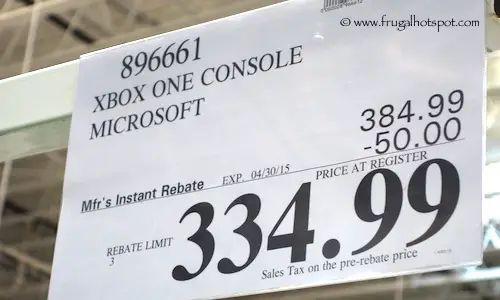 © www.frugalhotspot.com
896661
XBOX ONE CONSOLE
MICROSOFT
384.99
-50.00
Mfr's Instant Rebate EXP. 04/30/15 PRICE AT REGISTER
334.99
REBATE LIMIT
3
Sales Tax on the pre-rebate price